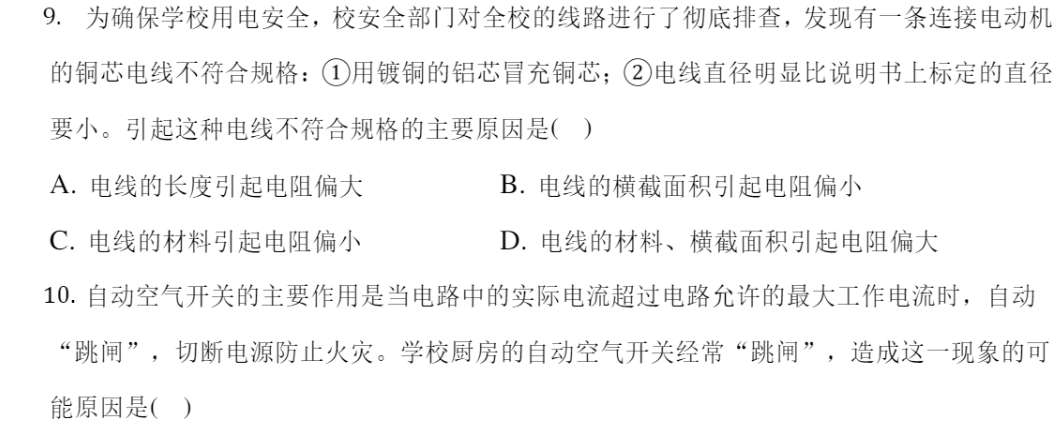 9. 为确保学校用电安全，校安全部门对全校的线路进行了彻底排查，发现有一条连接电动机
的铜芯电线不符合规格：①用镀铜的铝芯冒充铜芯；②电线直径明显比说明书上标定的直径
要小。引起这种电线不符合规格的主要原因是( )
A. 电线的长度引起电阻偏大 B. 电线的横截面积引起电阻偏小
C. 电线的材料引起电阻偏小 D. 电线的材料、横截面积引起电阻偏大
10. 自动空气开关的主要作用是当电路中的实际电流超过电路允许的最大工作电流时，自动
“跳闸”，切断电源防止火灾。学校厨房的自动空气开关经常“跳闸”，造成这一现象的可
能原因是( )